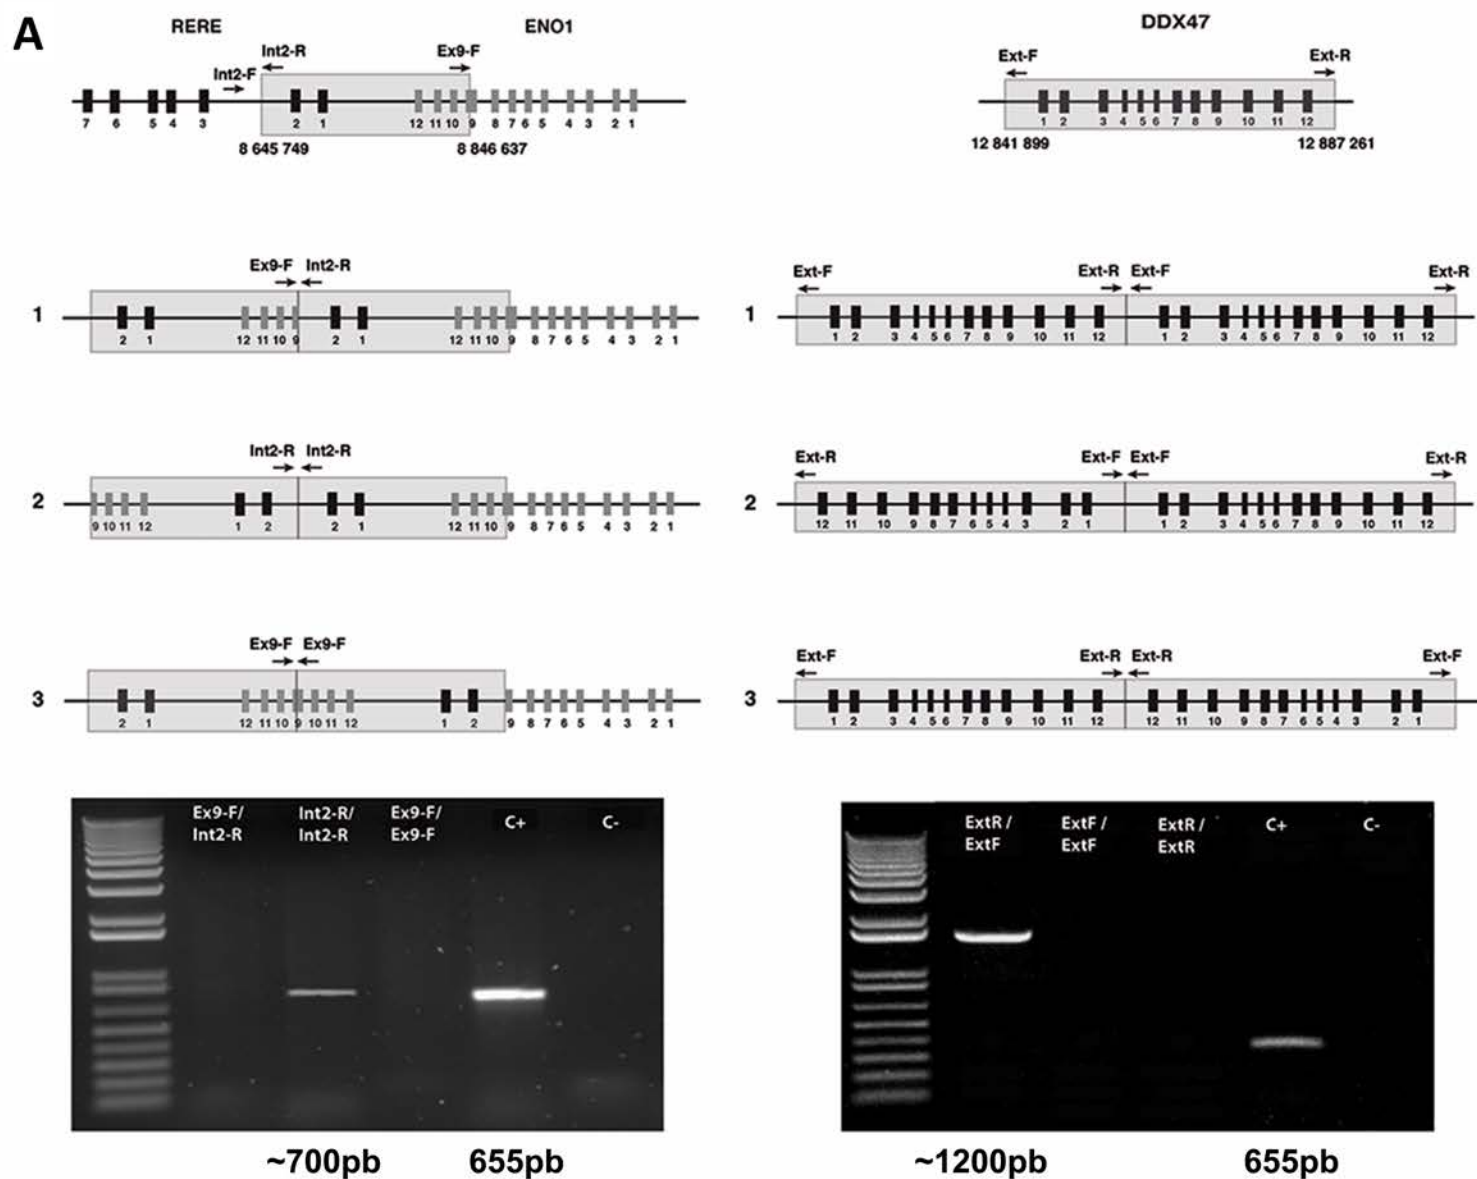 A
RERE ENO1
Int2-R Ex9-F
Int2-F
7 6 5 4 3 2 1 12 11 10 9 8 7 6 5 4 3 2 1
8 645 749 8 846 637
DDX47
Ext-F Ext-R
1 2 3 4 5 6 7 8 9 10 11 12
12 841 899 12 887 261
Ex9-F Int2-R
1
2 1 12 11 10 9 2 1 12 11 10 9 8 7 6 5 4 3 2 1
Ext-F Ext-R Ext-F Ext-R
1
1 2 3 4 5 6 7 8 9 10 11 12 1 2 3 4 5 6 7 8 9 10 11 12
Int2-R Int2-R
2
9 10 11 12 1 2 2 1 12 11 10 9 8 7 6 5 4 3 2 1
Ext-R Ext-F Ext-F Ext-R
2
12 11 10 9 8 7 6 5 4 3 2 1 1 2 3 4 5 6 7 8 9 10 11 12
Ex9-F Ex9-F
3
2 1 12 11 10 9 10 11 12 1 2 9 8 7 6 5 4 3 2 1
Ext-F Ext-R Ext-R Ext-F
3
1 2 3 4 5 6 7 8 9 10 11 12 12 11 10 9 8 7 6 5 4 3 2 1
Ex9-F/ Int2-R/ Ex9-F/ C+ C-
Int2-R Int2-R Ex9-F
~700pb 655pb
ExtR / ExtF / ExtR / C+ C-
ExtF ExtF ExtR
~1200pb 655pb